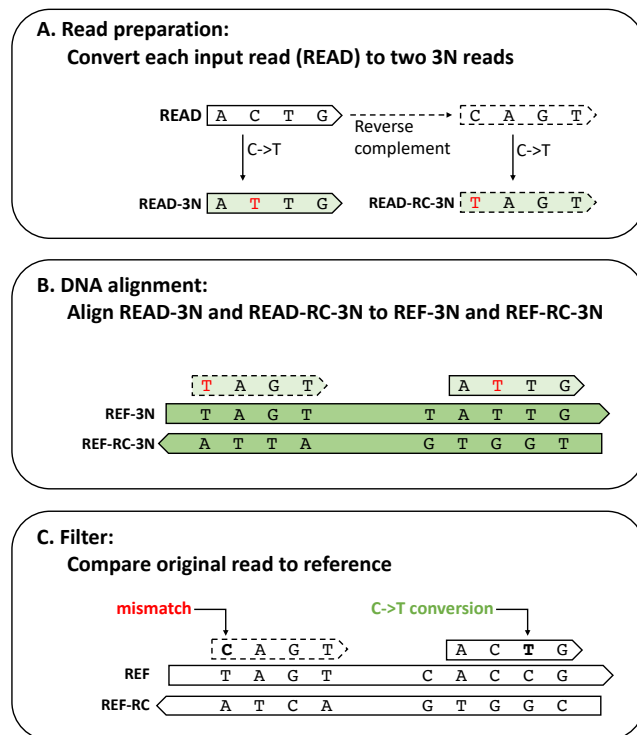 A. Read preparation:
Convert each input read (READ) to two 3N reads
READ A C T G C A G T
Reverse complement
C->T C->T
READ-3N A T T G READ-RC-3N T A G T
B. DNA alignment:
Align READ-3N and READ-RC-3N to REF-3N and REF-RC-3N
T A G T A T T G
REF-3N T A G T T A T T G
REF-RC-3N A T T A G T G G T
C. Filter:
Compare original read to reference
mismatch C->T conversion
C A G T A C T G
REF T A G T C A C C G
REF-RC A T C A G T G G C